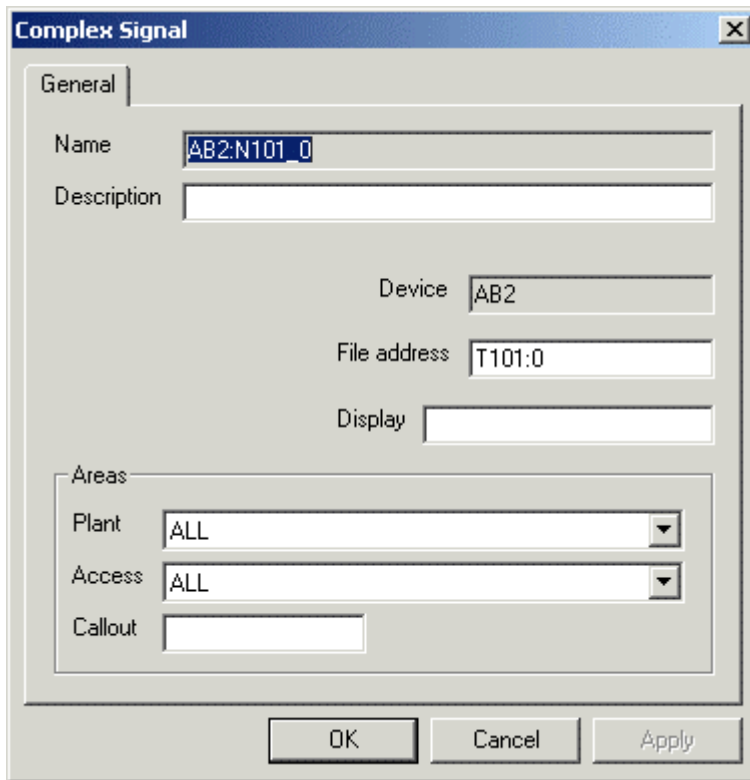 Complex Signal
General
Name AB2:N101_0
Description
Device AB2
File address T101:0
Display
Areas
Plant ALL
Access ALL
Callout
OK Cancel Apply